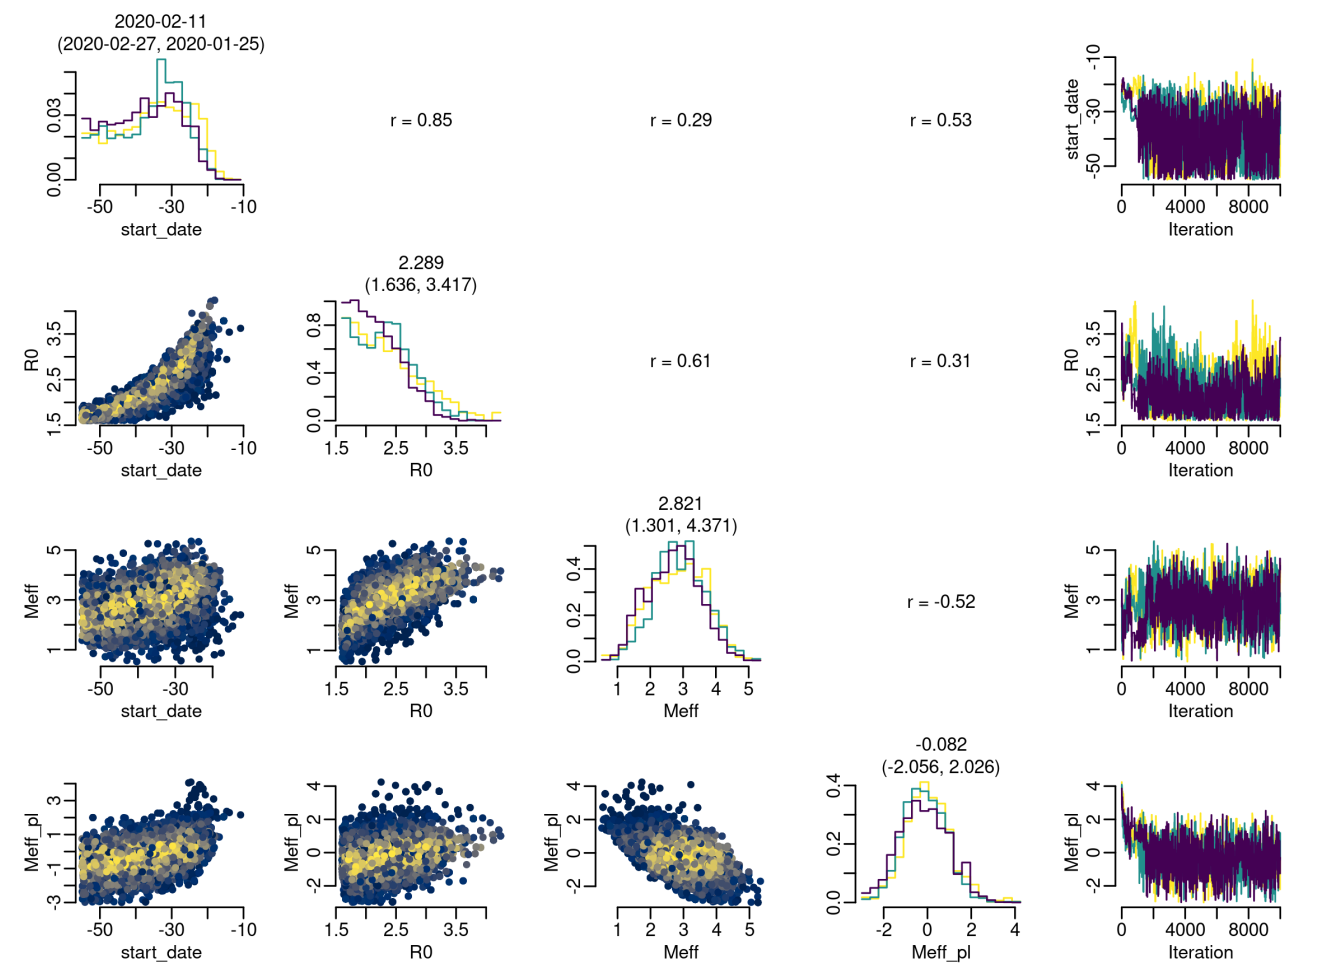 2020-02-11
(2020-02-27, 2020-01-25)
0.00 0.03
-50 -30 -10
start_date
r = 0.85
r = 0.29
r = 0.53
start_date
-50 -30 -10
0 4000 8000
Iteration
R0
1.5 2.5 3.5
-50 -30 -10
start_date
2.289
(1.636, 3.417)
0.0 0.4 0.8
1.5 2.5 3.5
R0
r = 0.61
r = 0.31
R0
1.5 2.5 3.5
0 4000 8000
Iteration
Meff
1 3 5
-50 -30
start_date
Meff
1 3 5
1.5 2.5 3.5
R0
2.821
(1.301, 4.371)
0.0 0.2 0.4
1 2 3 4 5
Meff
r = -0.52
Meff
1 3 5
0 4000 8000
Iteration
Meff_pl
-3 -1 1 3
-50 -30 -10
start_date
Meff_pl
-2 0 2 4
1.5 2.5 3.5
R0
Meff_pl
-2 0 2 4
1 2 3 4 5
Meff
-0.082
(-2.056, 2.026)
0.0 0.2 0.4
-2 0 2 4
Meff_pl
Meff_pl
-2 0 2 4
0 4000 8000
Iteration